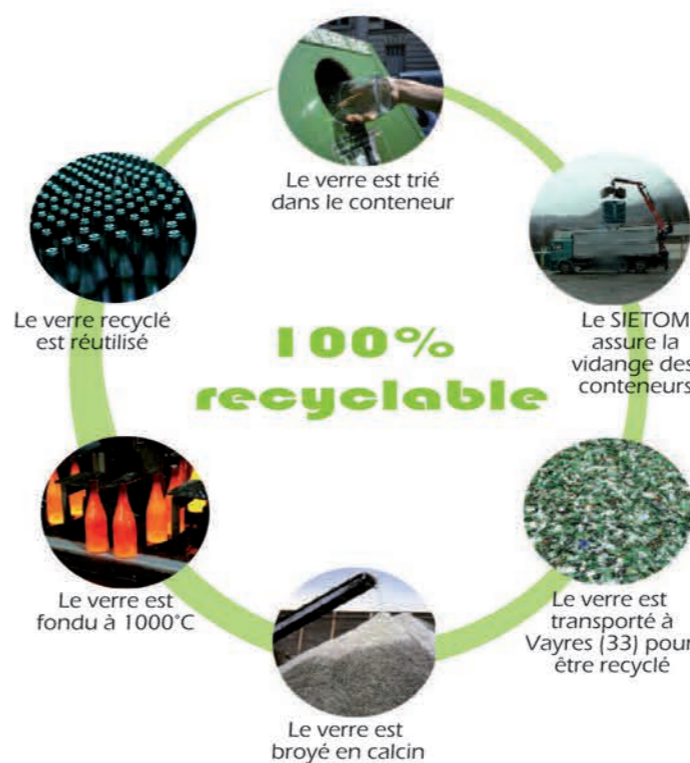 Le verre est trié
dans le conteneur
Le SIETOM
assure la
vidange des
conteneurs
Le verre est
transporté à
Vayres (33) pour
être recyclé
Le verre est
broyé en calcin
Le verre est
fondu à 1000°C
Le verre recyclé
est réutilisé
100%
recyclable